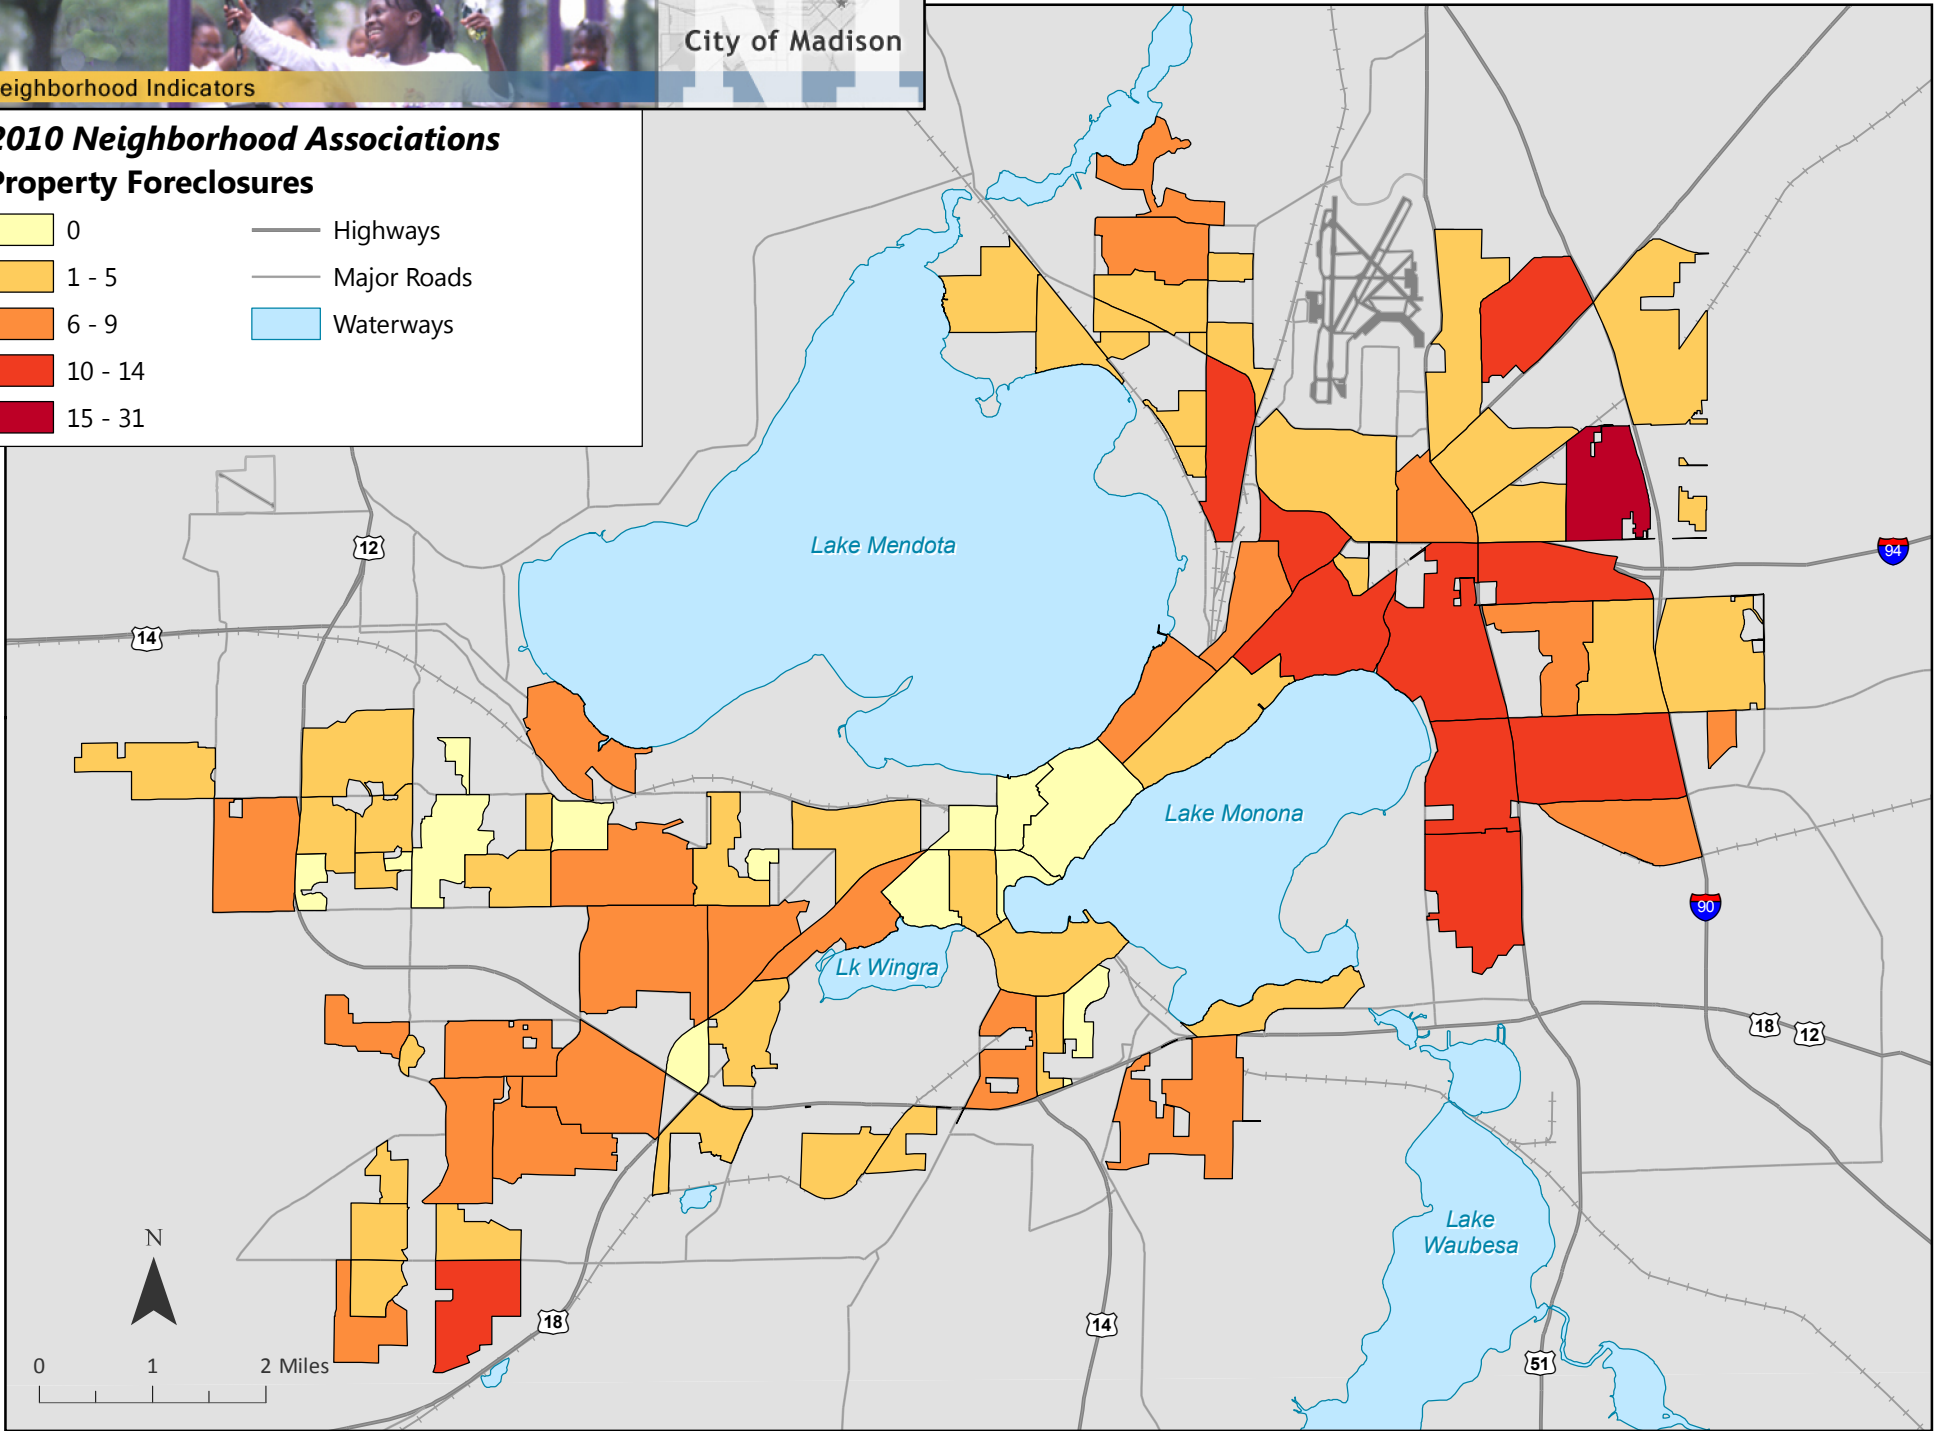 City of Madison
NI
eighborhood Indicators
2010 Neighborhood Associations
Property Foreclosures
0
1 - 5
6 - 9
10 - 14
15 - 31
Highways
Major Roads
Waterways
12
14
94
Lake Mendota
Lake Monona
90
Lk Wingra
18
12
Lake
Waubesa
N
18
14
51
0 1 2 Miles